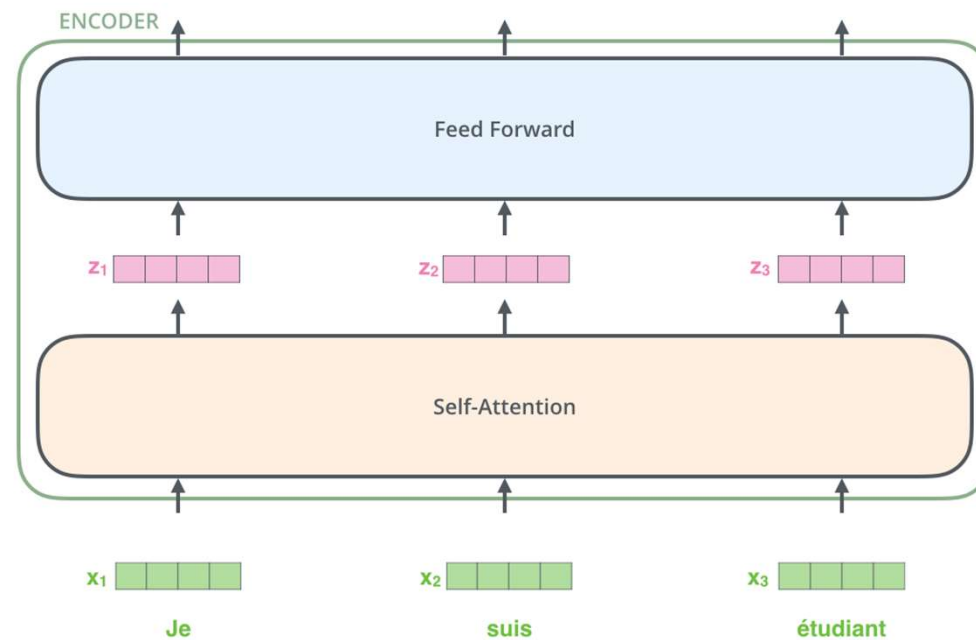 ENCODER
Feed Forward
z₁ z₂ z₃
Self-Attention
x₁ x₂ x₃
Je suis étudiant